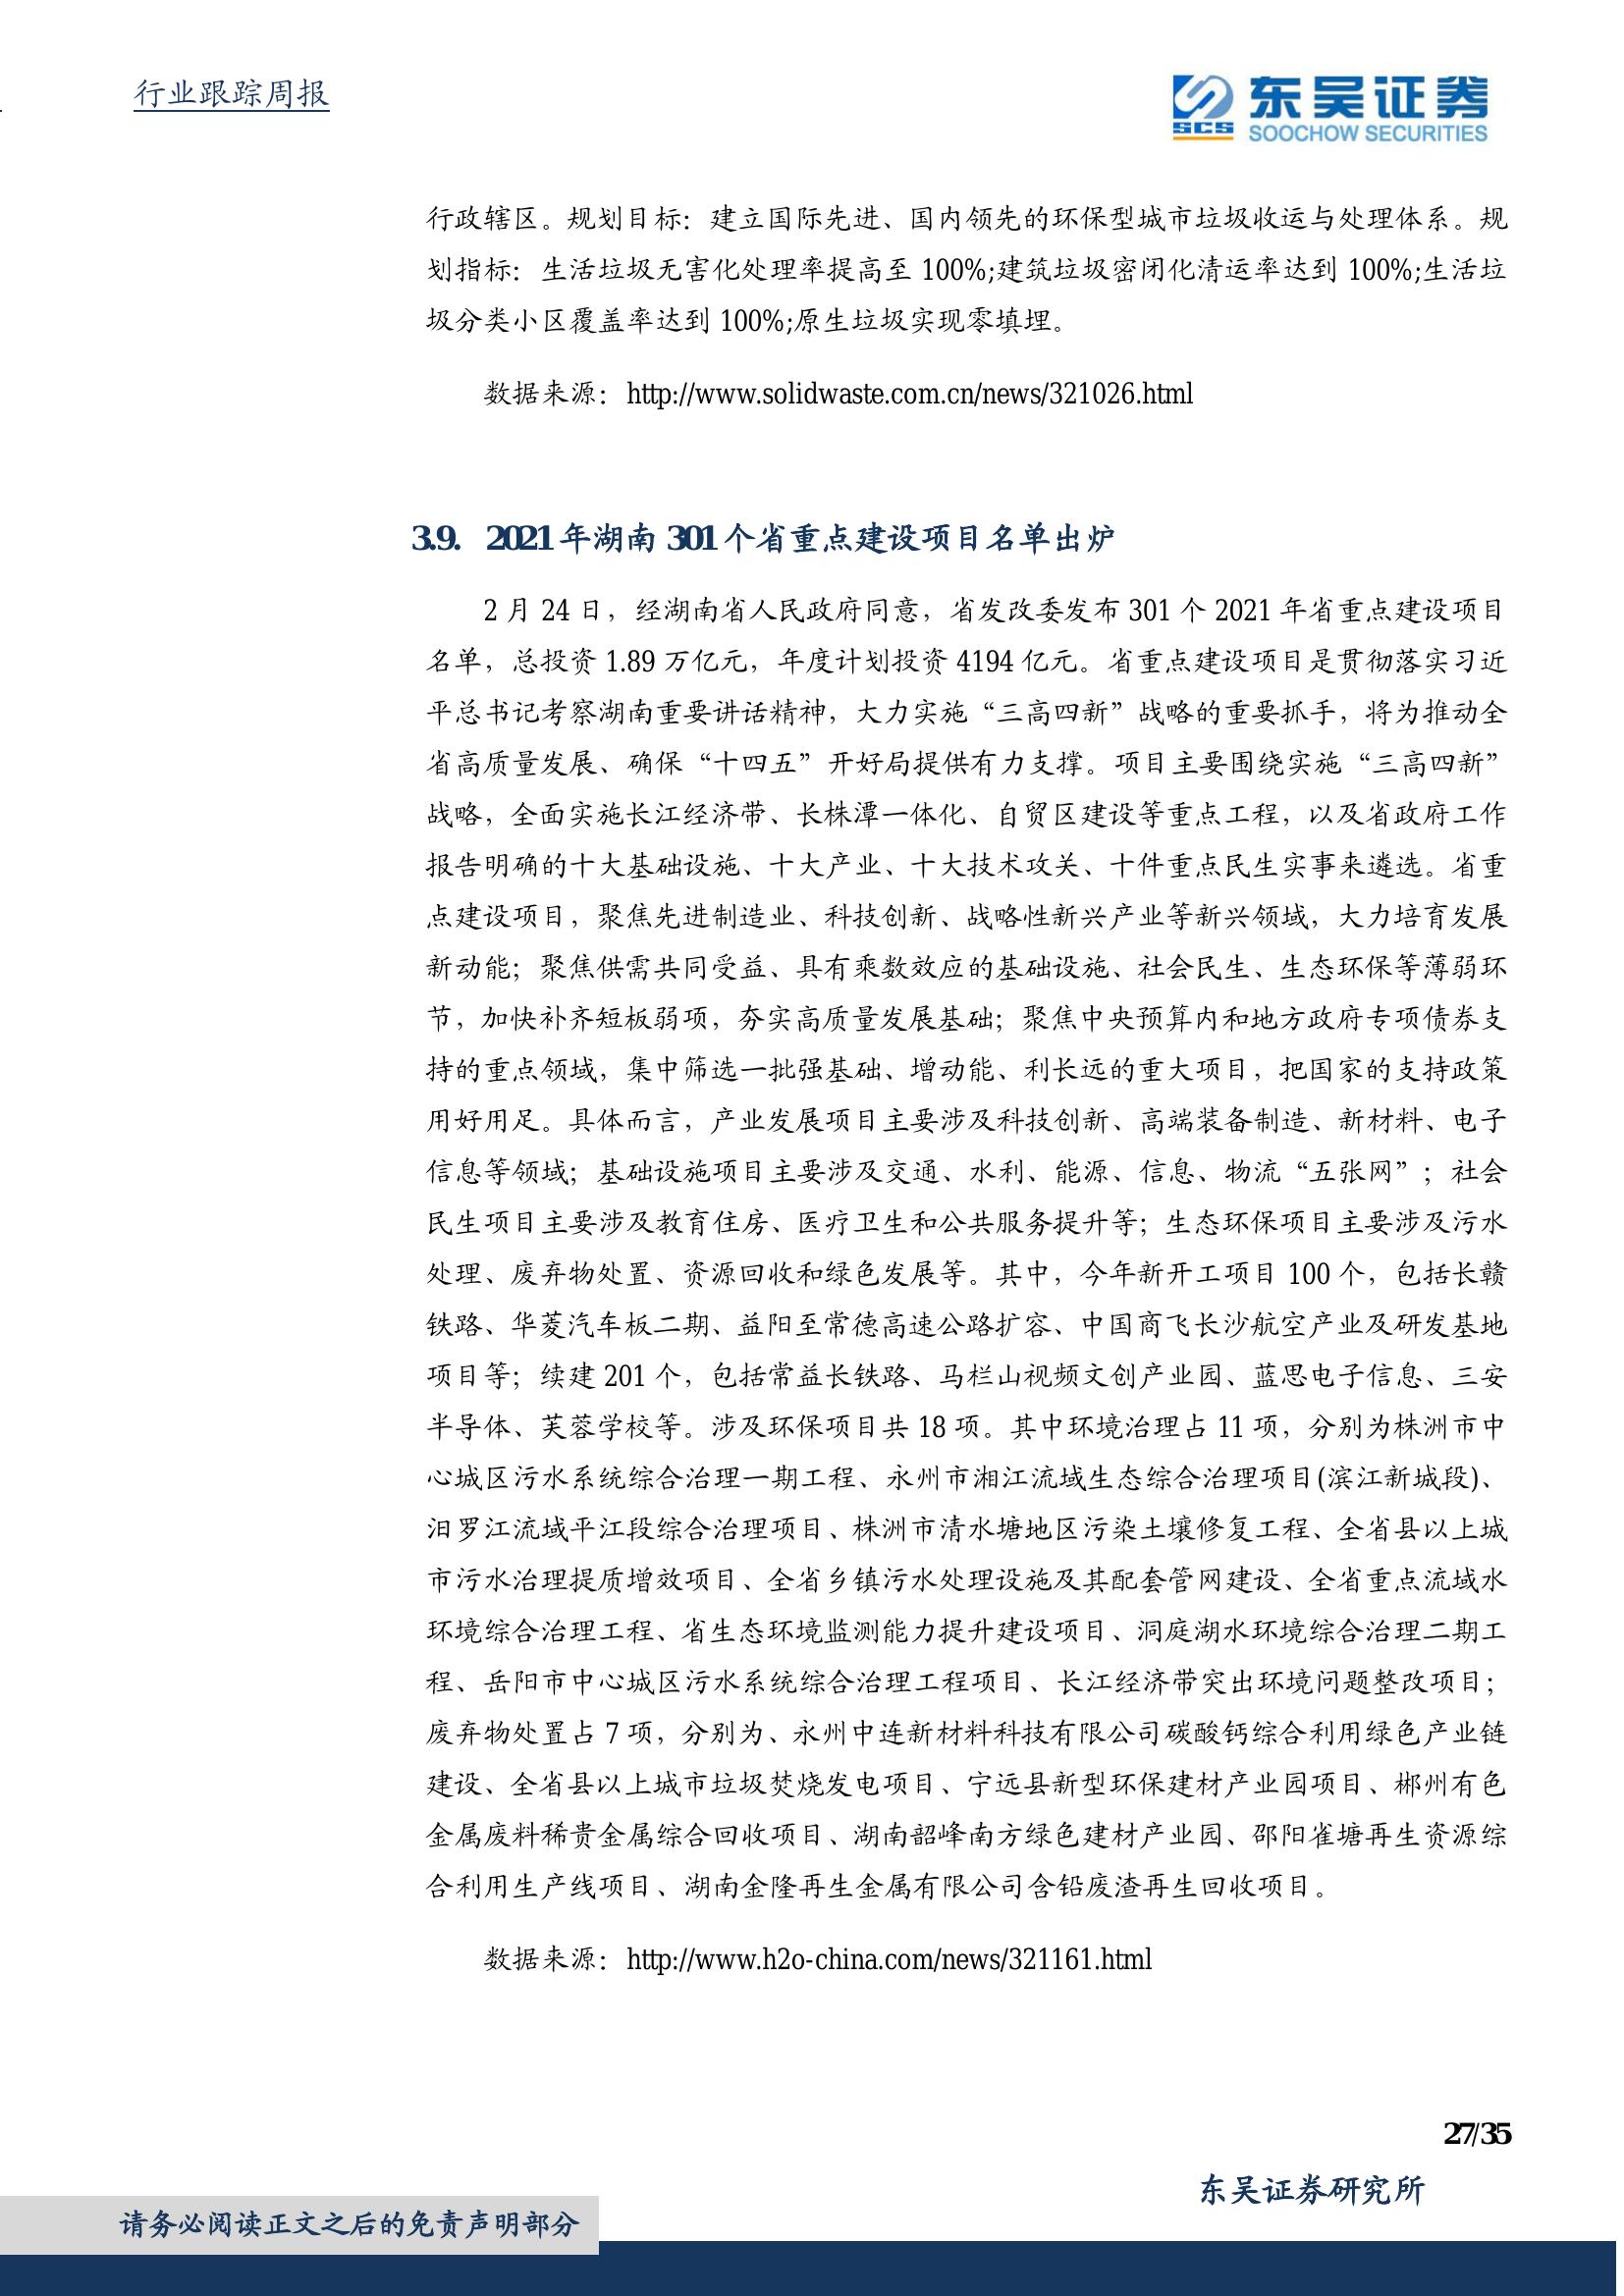 行业跟踪周报
东吴证券
SCS
SOOCHOW SECURITIES
行政辖区。规划目标：建立国际先进、国内领先的环保型城市垃圾收运与处理体系。规
划指标：生活垃圾无害化处理率提高至 100%;建筑垃圾密闭化清运率达到 100%;生活垃
圾分类小区覆盖率达到 100%;原生垃圾实现零填埋。
数据来源：http://www.solidwaste.com.cn/news/321026.html
3.9. 2021 年湖南 301 个省重点建设项目名单出炉
2 月 24 日，经湖南省人民政府同意，省发改委发布 301 个 2021 年省重点建设项目
名单，总投资 1.89 万亿元，年度计划投资 4194 亿元。省重点建设项目是贯彻落实习近
平总书记考察湖南重要讲话精神，大力实施“三高四新”战略的重要抓手，将为推动全
省高质量发展、确保“十四五”开好局提供有力支撑。项目主要围绕实施“三高四新”
战略，全面实施长江经济带、长株潭一体化、自贸区建设等重点工程，以及省政府工作
报告明确的十大基础设施、十大产业、十大技术攻关、十件重点民生实事来遴选。省重
点建设项目，聚焦先进制造业、科技创新、战略性新兴产业等新兴领域，大力培育发展
新动能；聚焦供需共同受益、具有乘数效应的基础设施、社会民生、生态环保等薄弱环
节，加快补齐短板弱项，夯实高质量发展基础；聚焦中央预算内和地方政府专项债券支
持的重点领域，集中筛选一批强基础、增动能、利长远的重大项目，把国家的支持政策
用好用足。具体而言，产业发展项目主要涉及科技创新、高端装备制造、新材料、电子
信息等领域；基础设施项目主要涉及交通、水利、能源、信息、物流“五张网”；社会
民生项目主要涉及教育住房、医疗卫生和公共服务提升等；生态环保项目主要涉及污水
处理、废弃物处置、资源回收和绿色发展等。其中，今年新开工项目 100 个，包括长赣
铁路、华菱汽车板二期、益阳至常德高速公路扩容、中国商飞长沙航空产业及研发基地
项目等；续建 201 个，包括常益长铁路、马栏山视频文创产业园、蓝思电子信息、三安
半导体、芙蓉学校等。涉及环保项目共 18 项。其中环境治理占 11 项，分别为株洲市中
心城区污水系统综合治理一期工程、永州市湘江流域生态综合治理项目(滨江新城段)、
汨罗江流域平江段综合治理项目、株洲市清水塘地区污染土壤修复工程、全省县以上城
市污水治理提质增效项目、全省乡镇污水处理设施及其配套管网建设、全省重点流域水
环境综合治理工程、省生态环境监测能力提升建设项目、洞庭湖水环境综合治理二期工
程、岳阳市中心城区污水系统综合治理工程项目、长江经济带突出环境问题整改项目；
废弃物处置占 7 项，分别为、永州中连新材料科技有限公司碳酸钙综合利用绿色产业链
建设、全省县以上城市垃圾焚烧发电项目、宁远县新型环保建材产业园项目、郴州有色
金属废料稀贵金属综合回收项目、湖南韶峰南方绿色建材产业园、邵阳雀塘再生资源综
合利用生产线项目、湖南金隆再生金属有限公司含铅废渣再生回收项目。
数据来源：http://www.h2o-china.com/news/321161.html
27/35
东吴证券研究所
请务必阅读正文之后的免责声明部分